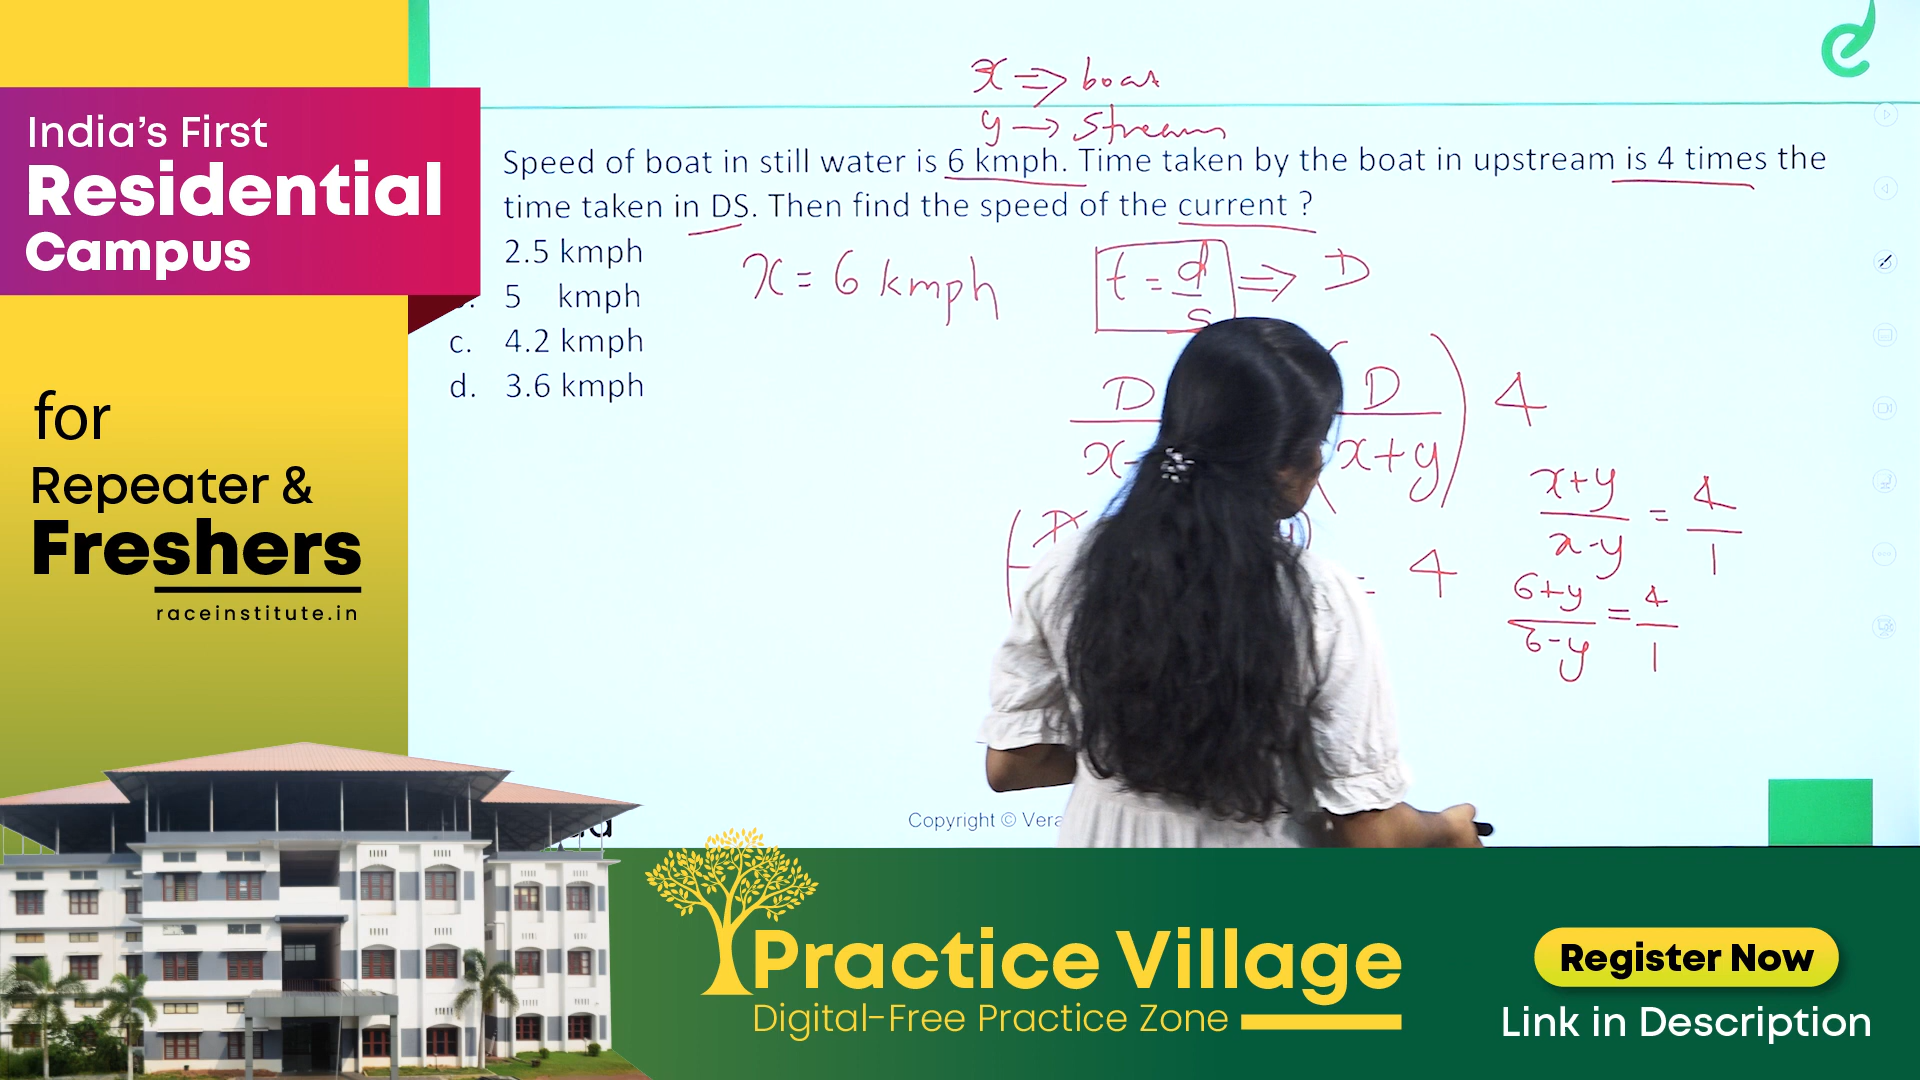 India's First
Residential
Campus
for
Repeater &
Freshers
raceinstitute.in
x => boat
y -> Stream
Speed of boat in still water is 6 kmph. Time taken by the boat in upstream is 4 times the
time taken in DS. Then find the speed of the current ?
2.5 kmph
5 kmph
c. 4.2 kmph
d. 3.6 kmph
x = 6 kmph
t = d/s => D
D
x-
(D/x+y) 4
D
= 4
x+y/x-y = 4/1
6+y/6-y = 4/1
Copyright © Vera
Practice Village
Digital-Free Practice Zone
Register Now
Link in Description